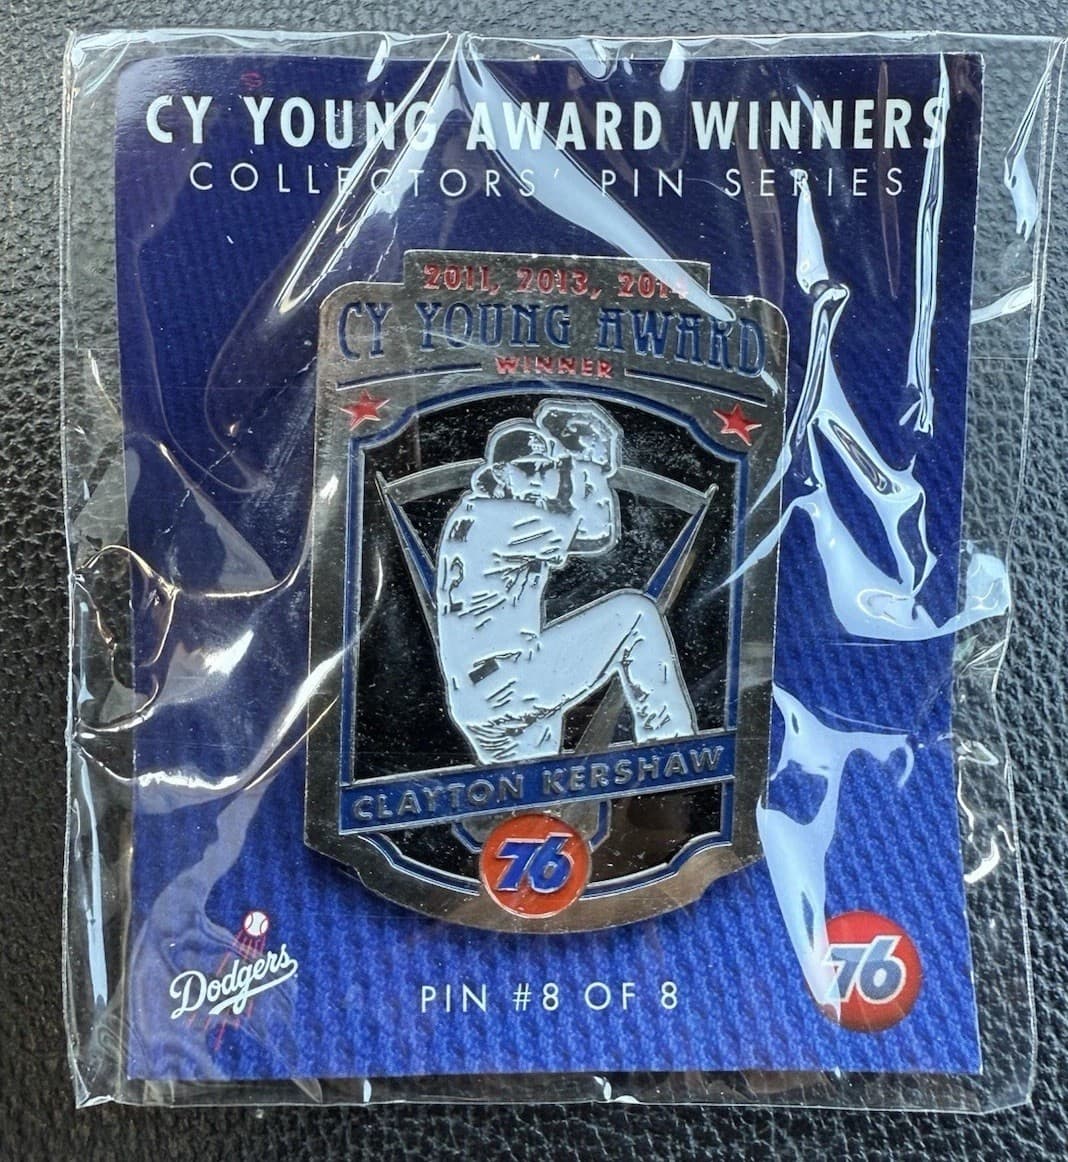 CY YOUNG AWARD WINNERS
COLLECTORS' PIN SERIES
2011, 2013, 2014
CY YOUNG AWARD
WINNER
CLAYTON KERSHAW
76
Dodgers
PIN #8 OF 8
76